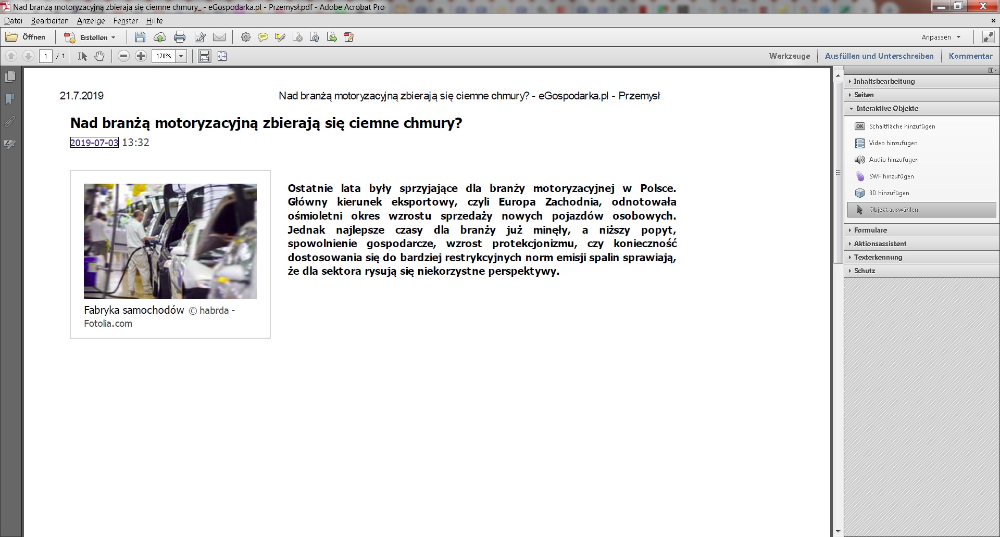 Nad branżą motoryzacyjną zbierają się ciemne chmury_ - eGospodarka.pl - Przemysł.pdf - Adobe Acrobat Pro
Datei Bearbeiten Anzeige Fenster Hilfe
Öffnen Erstellen Anpassen
1 / 1 170% Werkzeuge Ausfüllen und Unterschreiben Kommentar
21.7.2019 Nad branżą motoryzacyjną zbierają się ciemne chmury? - eGospodarka.pl - Przemysł
Nad branżą motoryzacyjną zbierają się ciemne chmury?
2019-07-03 13:32
Ostatnie lata były sprzyjające dla branży motoryzacyjnej w Polsce.
Główny kierunek eksportowy, czyli Europa Zachodnia, odnotowała
ośmioletni okres wzrostu sprzedaży nowych pojazdów osobowych.
Jednak najlepsze czasy dla branży już minęły, a niższy popyt,
spowolnienie gospodarcze, wzrost protekcjonizmu, czy konieczność
dostosowania się do bardziej restrykcyjnych norm emisji spalin sprawiają,
że dla sektora rysują się niekorzystne perspektywy.
Fabryka samochodów © habrda -
Fotolia.com
Inhaltsbearbeitung
Seiten
Interaktive Objekte
OK Schaltfläche hinzufügen
Video hinzufügen
Audio hinzufügen
SWF hinzufügen
3D hinzufügen
Objekt auswählen
Formulare
Aktionsassistent
Texterkennung
Schutz